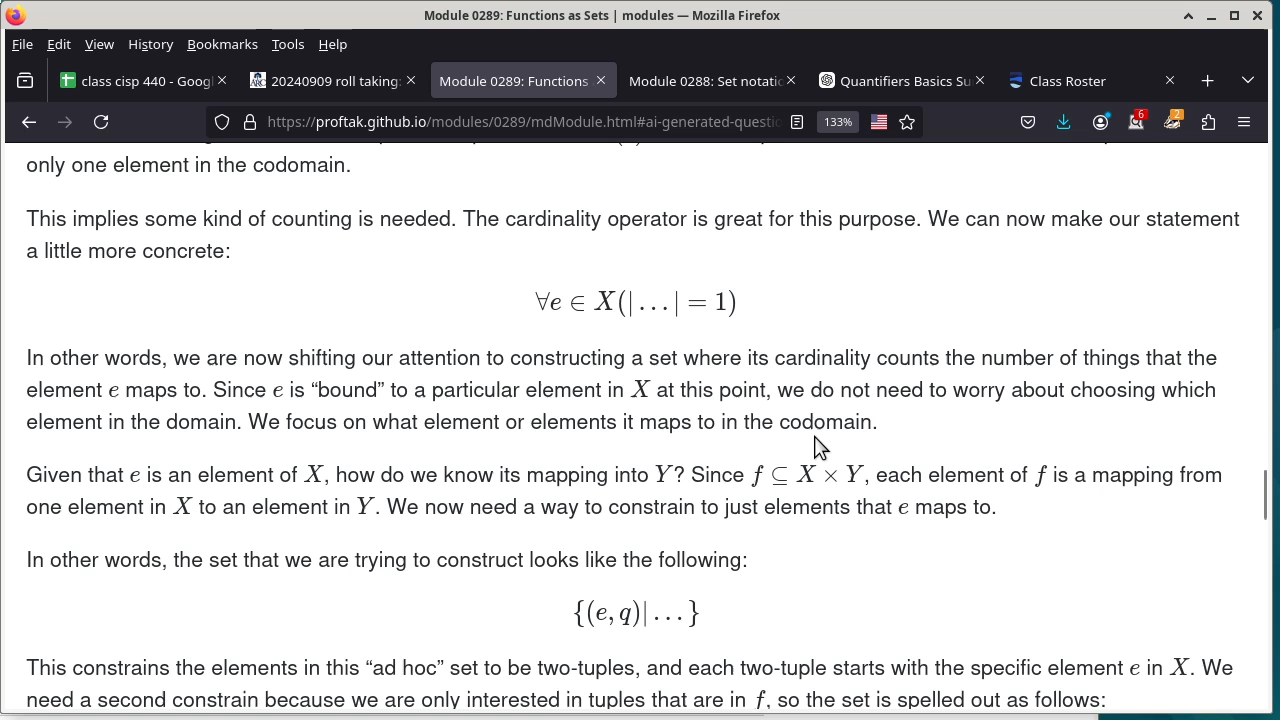 Module 0289: Functions as Sets | modules — Mozilla Firefox
File Edit View History Bookmarks Tools Help
class cisp 440 - Googl
20240909 roll taking:
Module 0289: Functions
Module 0288: Set notatic
Quantifiers Basics Su
Class Roster
https://proftak.github.io/modules/0289/mdModule.html#ai-generated-questio
133%
6
2
only one element in the codomain.
This implies some kind of counting is needed. The cardinality operator is great for this purpose. We can now make our statement
a little more concrete:
∀e ∈ X(| … | = 1)
In other words, we are now shifting our attention to constructing a set where its cardinality counts the number of things that the
element e maps to. Since e is “bound” to a particular element in X at this point, we do not need to worry about choosing which
element in the domain. We focus on what element or elements it maps to in the codomain.
Given that e is an element of X, how do we know its mapping into Y? Since f ⊆ X × Y, each element of f is a mapping from
one element in X to an element in Y. We now need a way to constrain to just elements that e maps to.
In other words, the set that we are trying to construct looks like the following:
{(e, q)| … }
This constrains the elements in this “ad hoc” set to be two-tuples, and each two-tuple starts with the specific element e in X. We
need a second constrain because we are only interested in tuples that are in f, so the set is spelled out as follows: